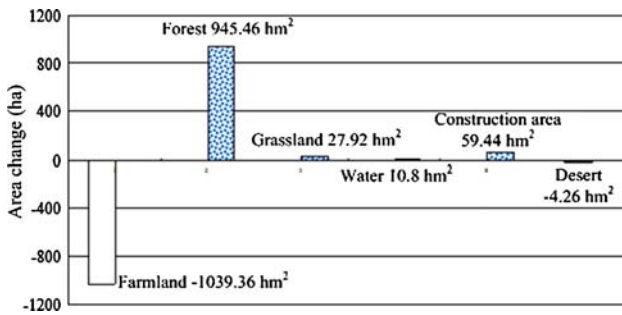 1200
800
400
0
-400
-800
-1200
Area change (ha)
Forest 945.46 hm²
Grassland 27.92 hm²
Construction area
59.44 hm²
Water 10.8 hm²
Desert
-4.26 hm²
Farmland -1039.36 hm²